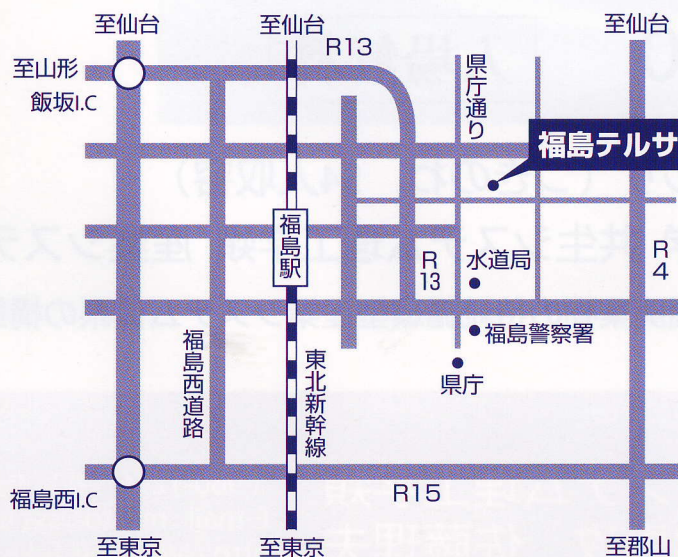 至仙台
至仙台
至仙台
R13
至山形
飯坂I.C
県庁通り
福島テルサ
福島駅
R13
水道局
R4
福島警察署
県庁
福島西道路
東北新幹線
福島西I.C
R15
至東京
至東京
至郡山